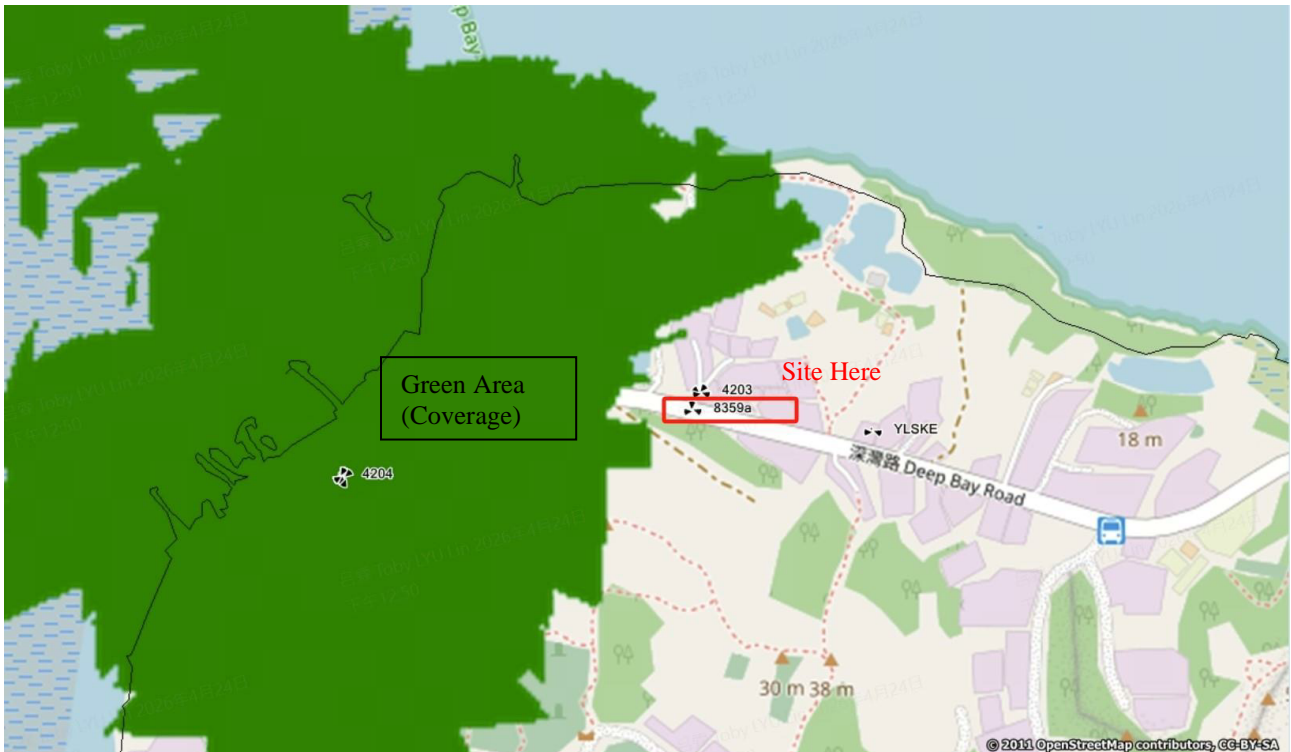 p Bay
Green Area
(Coverage)
Site Here
4203
8359a
YLSKE
4204
深灣路 Deep Bay Road
18 m
30 m 38 m
© 2011 OpenStreetMap contributors, CC-BY-SA